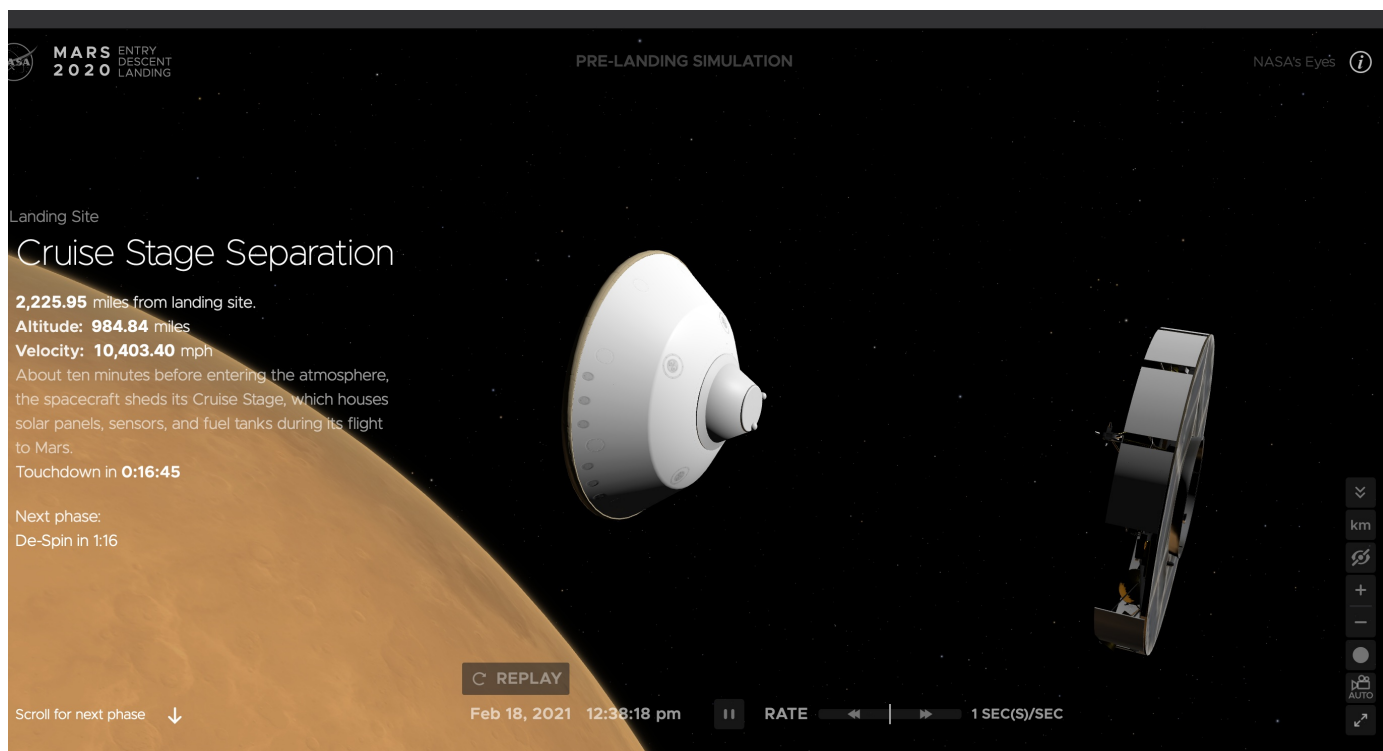 MARS ENTRY
2020 DESCENT
LANDING
PRE-LANDING SIMULATION
NASA's Eyes i
Landing Site
Cruise Stage Separation
2,225.95 miles from landing site.
Altitude: 984.84 miles
Velocity: 10,403.40 mph
About ten minutes before entering the atmosphere,
the spacecraft sheds its Cruise Stage, which houses
solar panels, sensors, and fuel tanks during its flight
to Mars.
Touchdown in 0:16:45
Next phase:
De-Spin in 1:16
km
+
−
AUTO
REPLAY
Scroll for next phase
Feb 18, 2021 12:38:18 pm RATE 1 SEC(S)/SEC